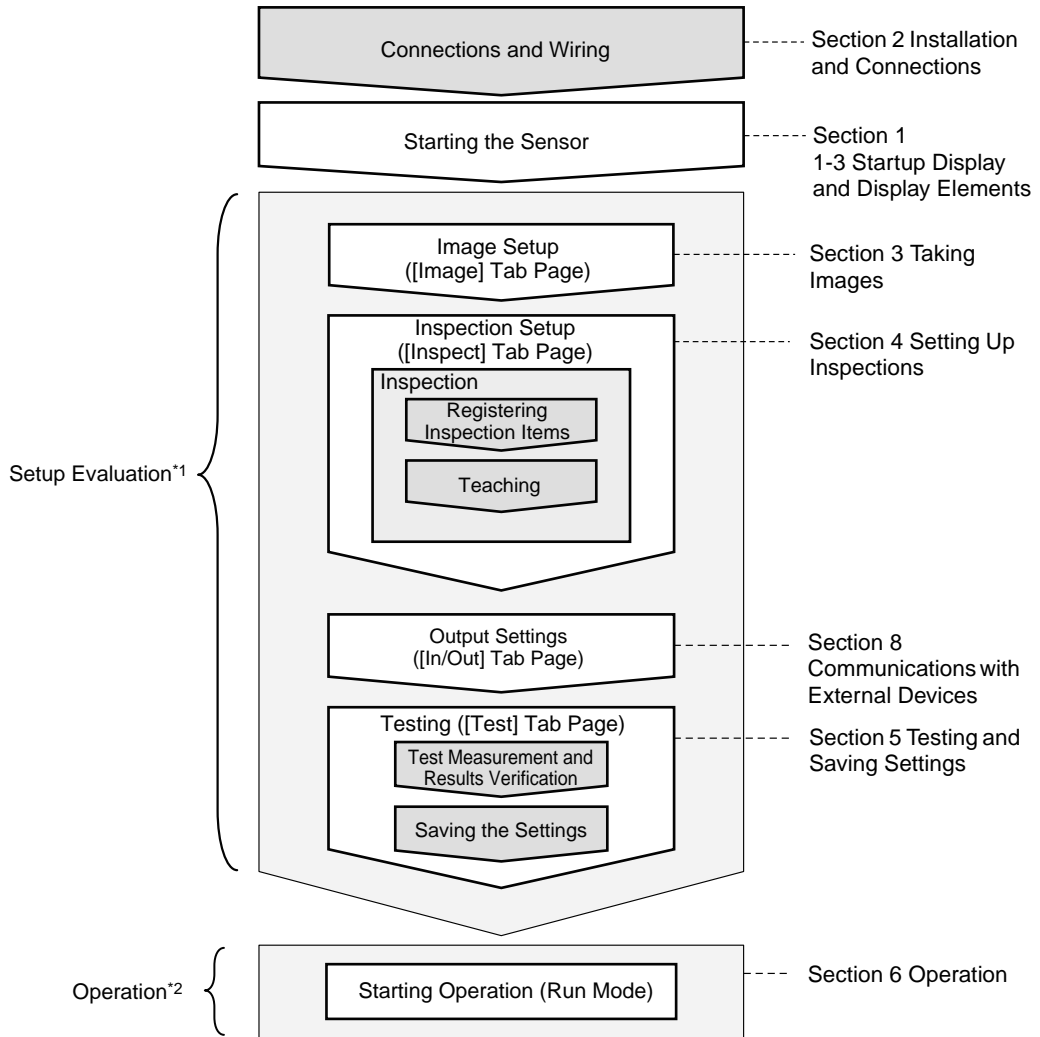 Connections and Wiring
Section 2 Installation
and Connections
Starting the Sensor
Section 1
1-3 Startup Display
and Display Elements
Setup Evaluation*1
Image Setup
([Image] Tab Page)
Section 3 Taking
Images
Inspection Setup
([Inspect] Tab Page)
Section 4 Setting Up
Inspections
Inspection
Registering
Inspection Items
Teaching
Output Settings
([In/Out] Tab Page)
Section 8
Communications with
External Devices
Testing ([Test] Tab Page)
Section 5 Testing and
Saving Settings
Test Measurement and
Results Verification
Saving the Settings
Operation*2
Starting Operation (Run Mode)
Section 6 Operation